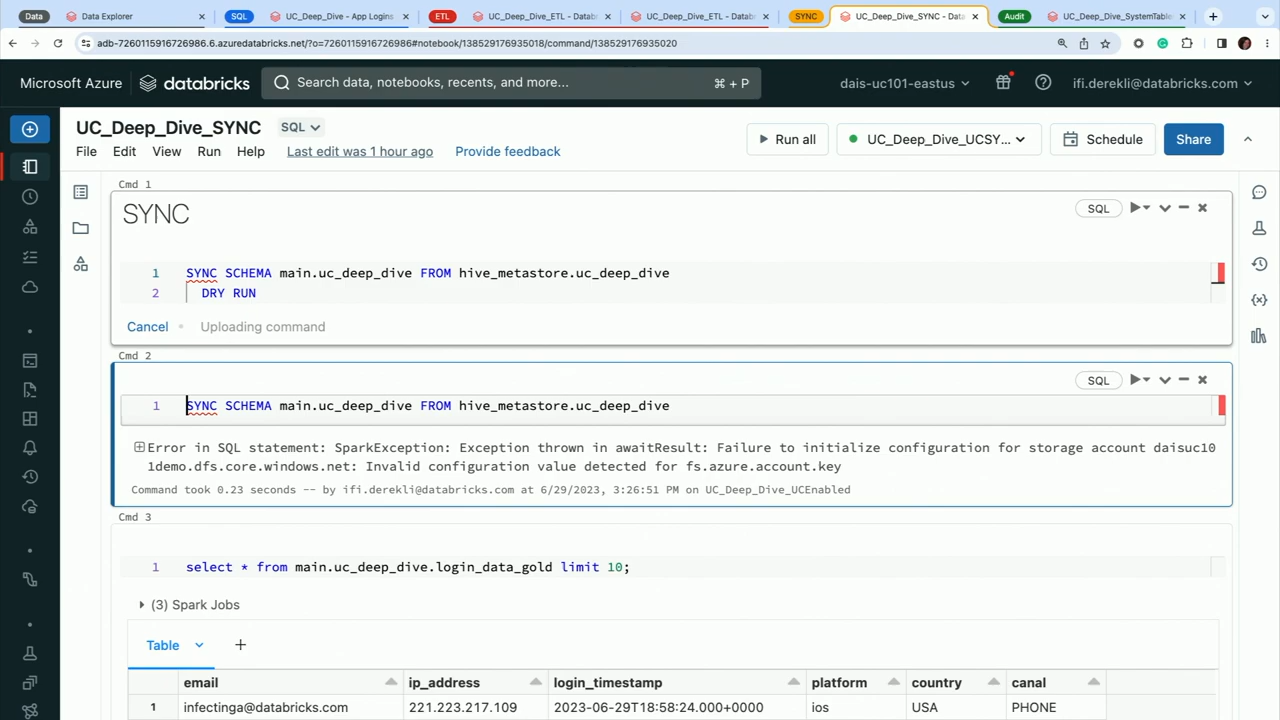 Data Data Explorer SQL UC_Deep_Dive - App Logins ETL UC_Deep_Dive_ETL - Databr UC_Deep_Dive_ETL - Datab SYNC UC_Deep_Dive_SYNC - Data Audit UC_Deep_Dive_SystemTable
adb-7260115916726986.6.azuredatabricks.net/?o=7260115916726986#notebook/138529176935018/command/138529176935020
Microsoft Azure databricks Search data, notebooks, recents, and more... ⌘ + P dais-uc101-eastus ifi.derekli@databricks.com
UC_Deep_Dive_SYNC SQL
Run all UC_Deep_Dive_UCSY... Schedule Share
File Edit View Run Help Last edit was 1 hour ago Provide feedback
Cmd 1
SYNC SQL
1 SYNC SCHEMA main.uc_deep_dive FROM hive_metastore.uc_deep_dive
2 DRY RUN
Cancel Uploading command
Cmd 2
SQL
1 SYNC SCHEMA main.uc_deep_dive FROM hive_metastore.uc_deep_dive
Error in SQL statement: SparkException: Exception thrown in awaitResult: Failure to initialize configuration for storage account daisuc10
1demo.dfs.core.windows.net: Invalid configuration value detected for fs.azure.account.key
Command took 0.23 seconds -- by ifi.derekli@databricks.com at 6/29/2023, 3:26:51 PM on UC_Deep_Dive_UCEnabled
Cmd 3
1 select * from main.uc_deep_dive.login_data_gold limit 10;
(3) Spark Jobs
Table +
email ip_address login_timestamp platform country canal
1 infectinga@databricks.com 221.223.217.109 2023-06-29T18:58:24.000+0000 ios USA PHONE